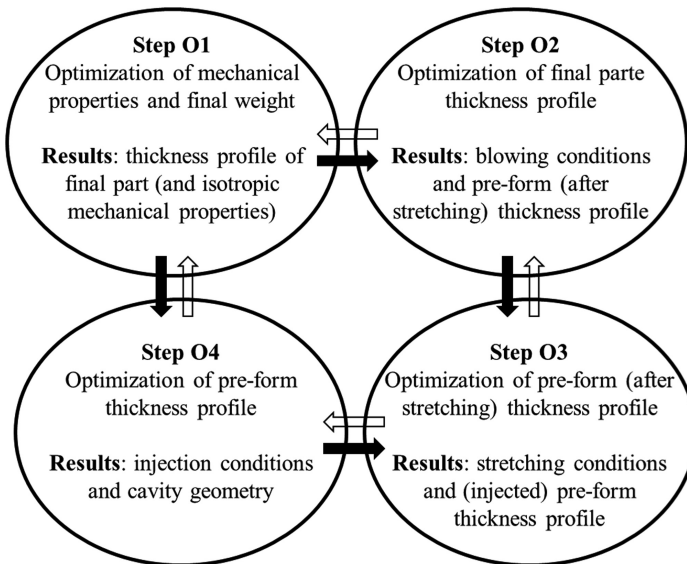 Step O1
Optimization of mechanical
properties and final weight
Results: thickness profile of
final part (and isotropic
mechanical properties)
Step O2
Optimization of final parte
thickness profile
Results: blowing conditions
and pre-form (after
stretching) thickness profile
Step O4
Optimization of pre-form
thickness profile
Results: injection conditions
and cavity geometry
Step O3
Optimization of pre-form (after
stretching) thickness profile
Results: stretching conditions
and (injected) pre-form
thickness profile